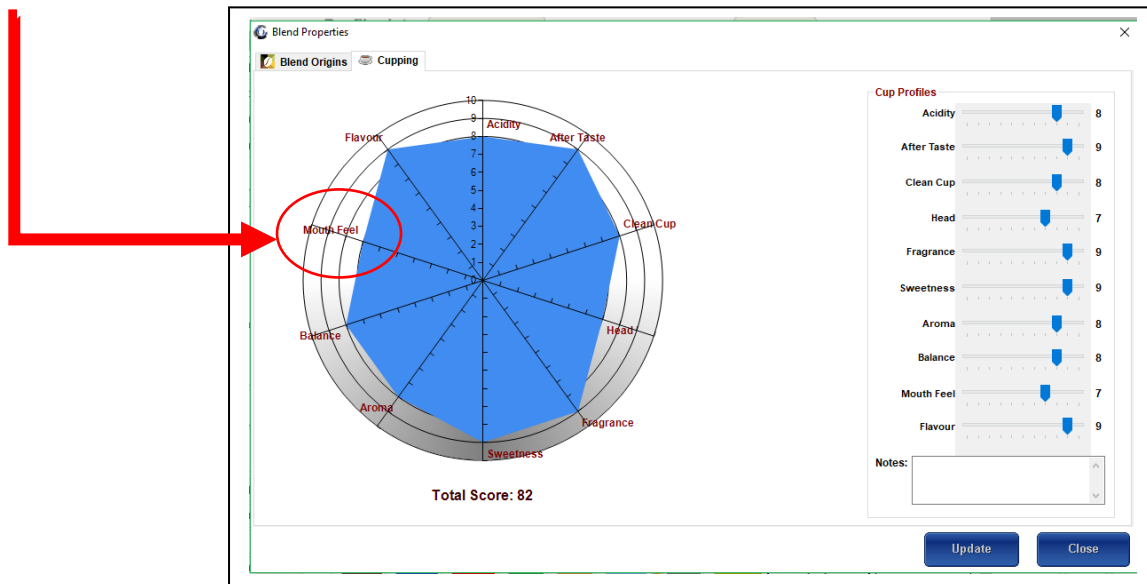 Blend Properties
Blend Origins
Cupping
10
9
8
7
6
5
4
3
2
1
0
Acidity
After Taste
Clean Cup
Head
Fragrance
Sweetness
Aroma
Balance
Mouth Feel
Flavour
Total Score: 82
Cup Profiles
Acidity 8
After Taste 9
Clean Cup 8
Head 7
Fragrance 9
Sweetness 9
Aroma 8
Balance 8
Mouth Feel 7
Flavour 9
Notes:
Update
Close